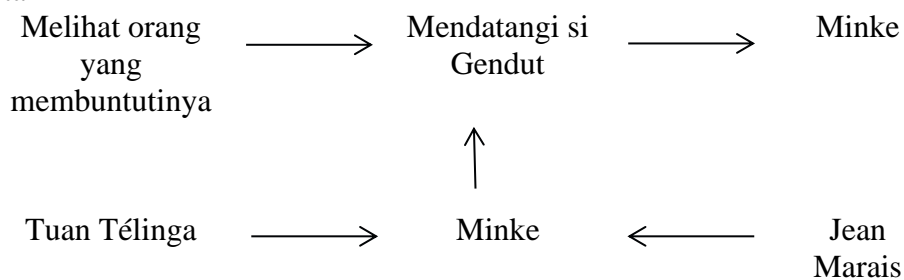 Melihat orang
yang
membuntutinya
Mendatangi si
Gendut
Minke
Tuan Télinga
Minke
Jean
Marais